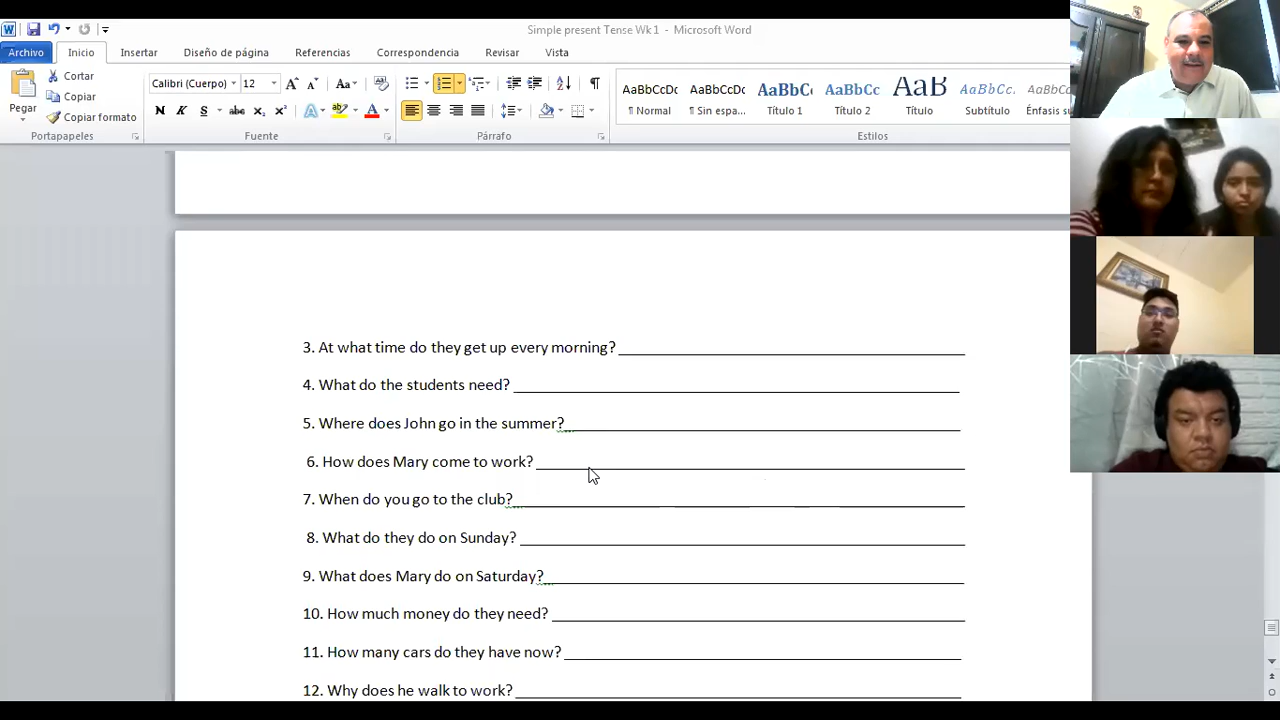 Simple present Tense Wk1 - Microsoft Word
Archivo Inicio Insertar Diseño de página Referencias Correspondencia Revisar Vista
Pegar
Cortar
Copiar
Copiar formato
Portapapeles
Calibri (Cuerpo) 12
N K S abc
Fuente
Párrafo
AaBbCcDc AaBbCcDc AaBbC AaBbCc AaB AaBbCc. AaBbCcD
¶ Normal ¶ Sin espa... Título 1 Título 2 Título Subtítulo Énfasis su
Estilos
3. At what time do they get up every morning?
4. What do the students need?
5. Where does John go in the summer?
6. How does Mary come to work?
7. When do you go to the club?
8. What do they do on Sunday?
9. What does Mary do on Saturday?
10. How much money do they need?
11. How many cars do they have now?
12. Why does he walk to work?